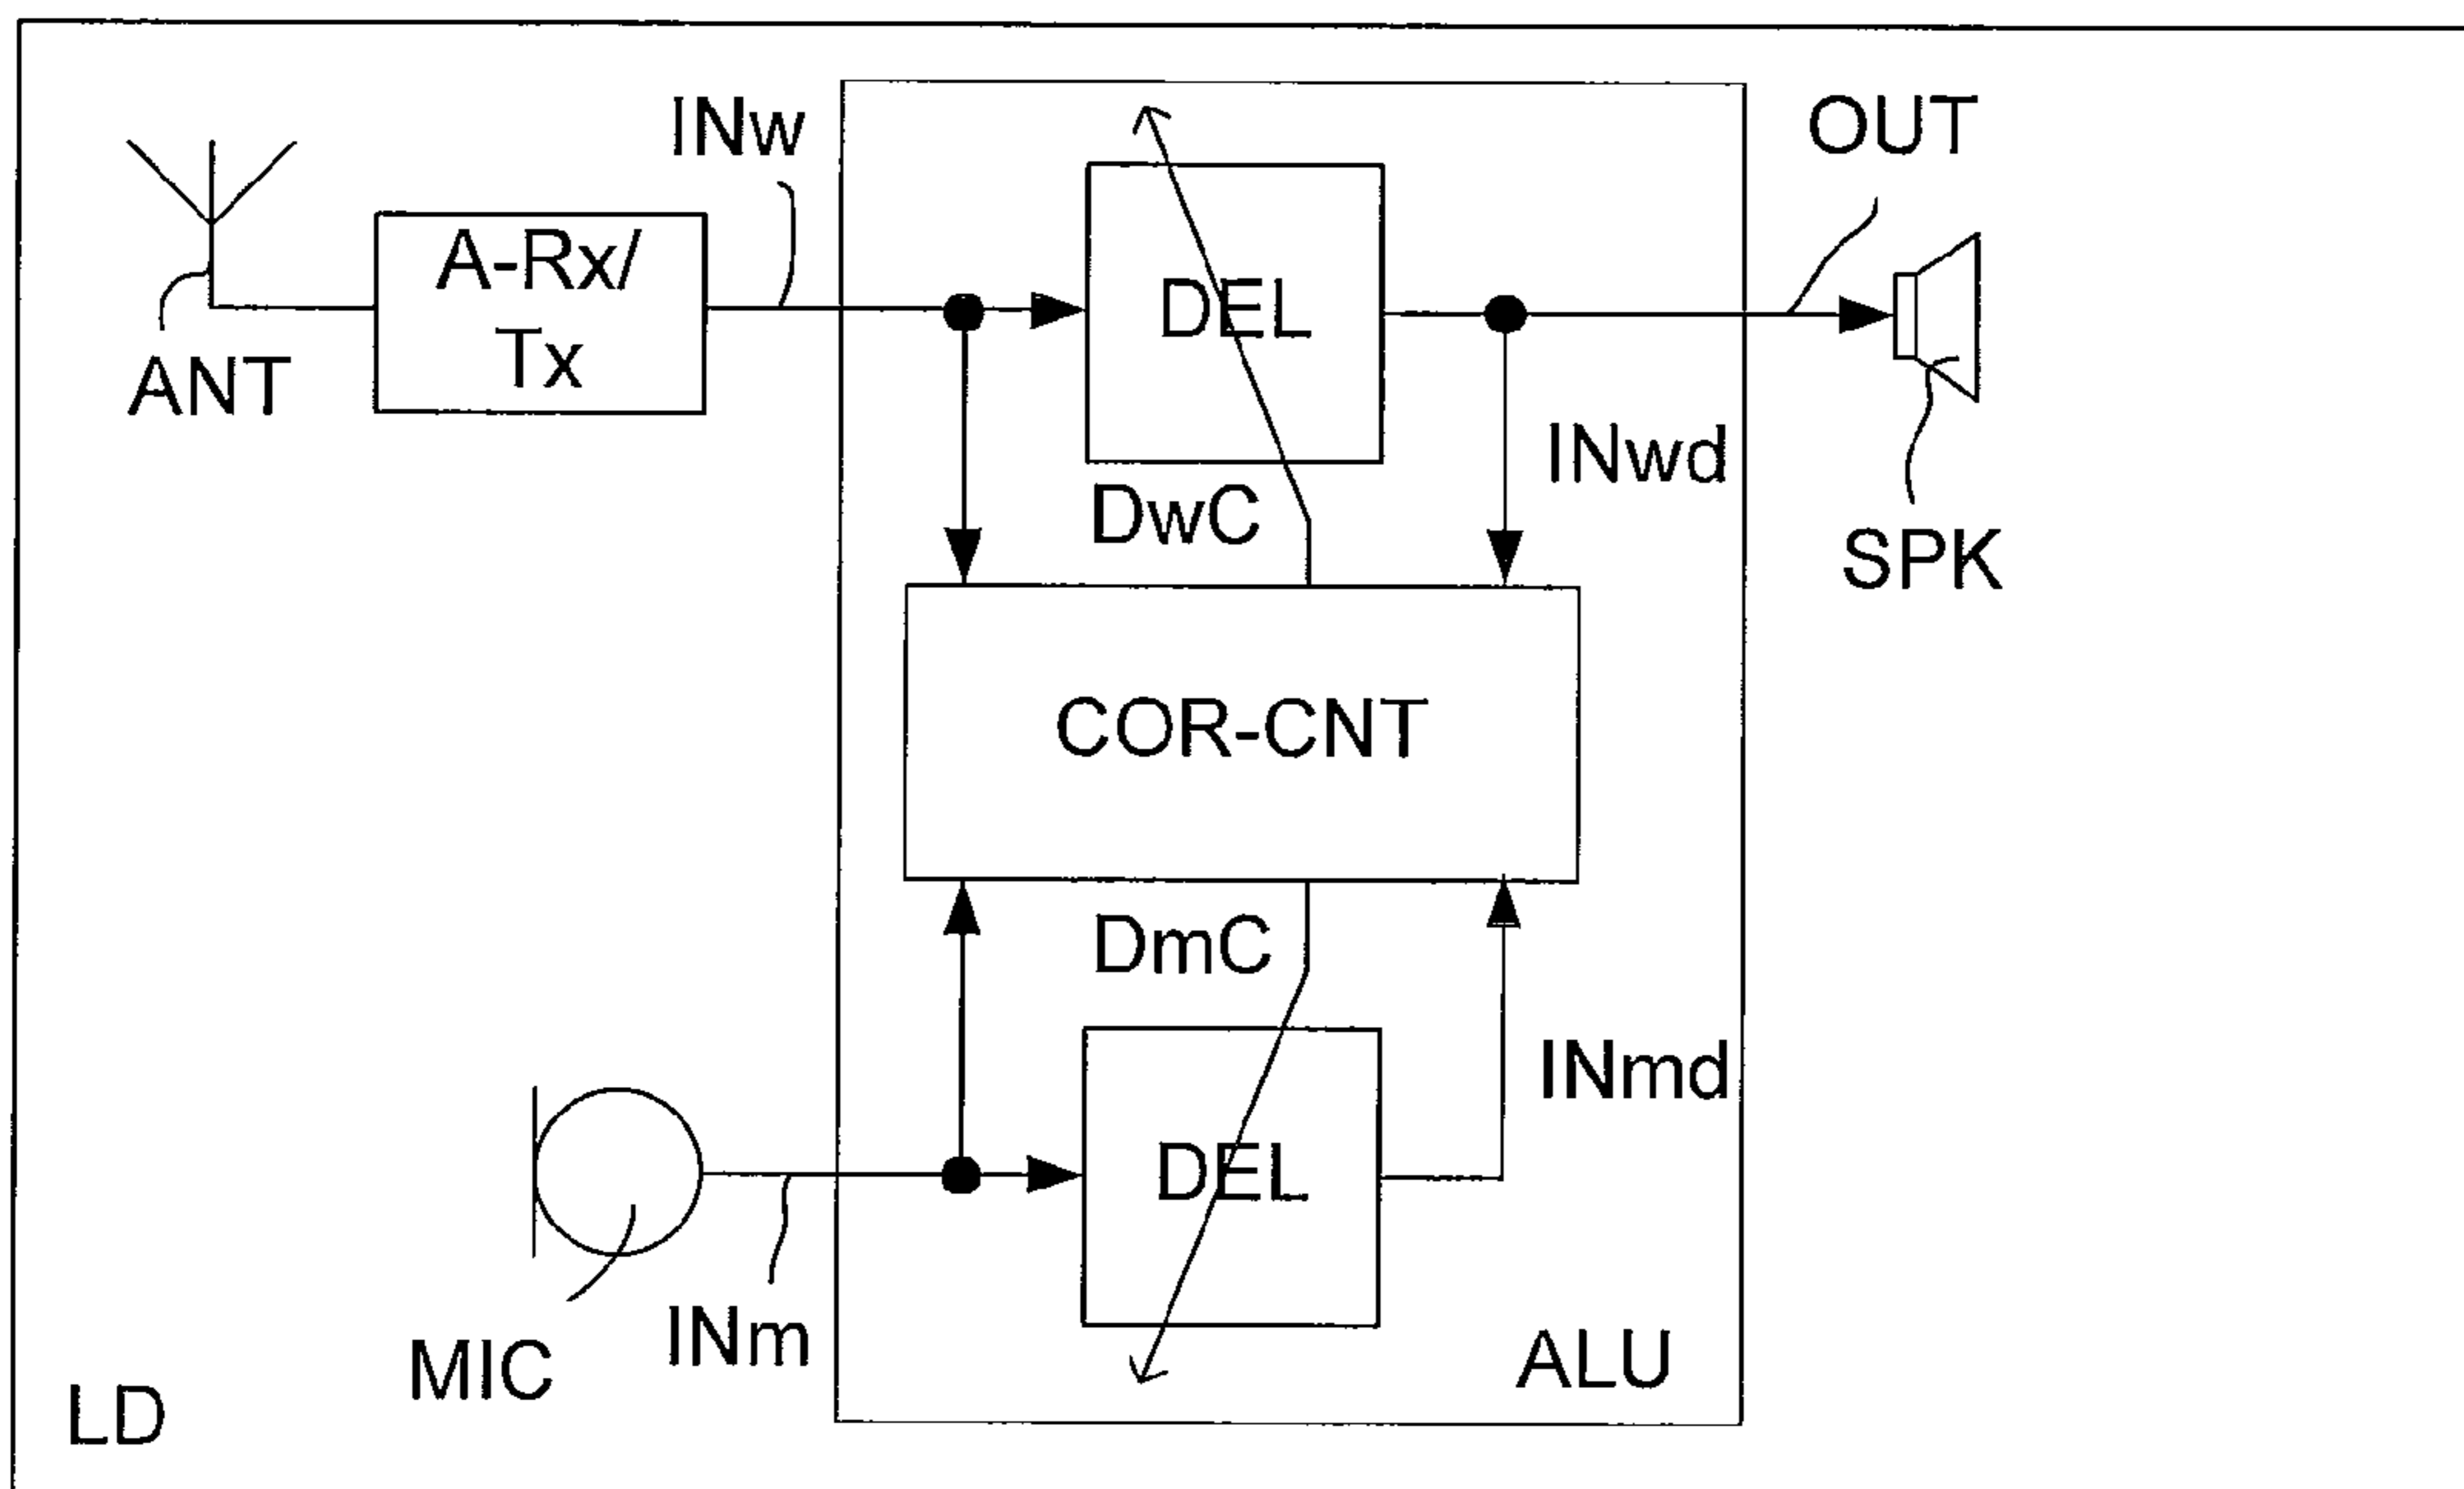 INw
OUT
A-Rx/
Tx
DEL
ANT
INwd
DwC
SPK
COR-CNT
DmC
INmd
DEL
INm
MIC
ALU
LD